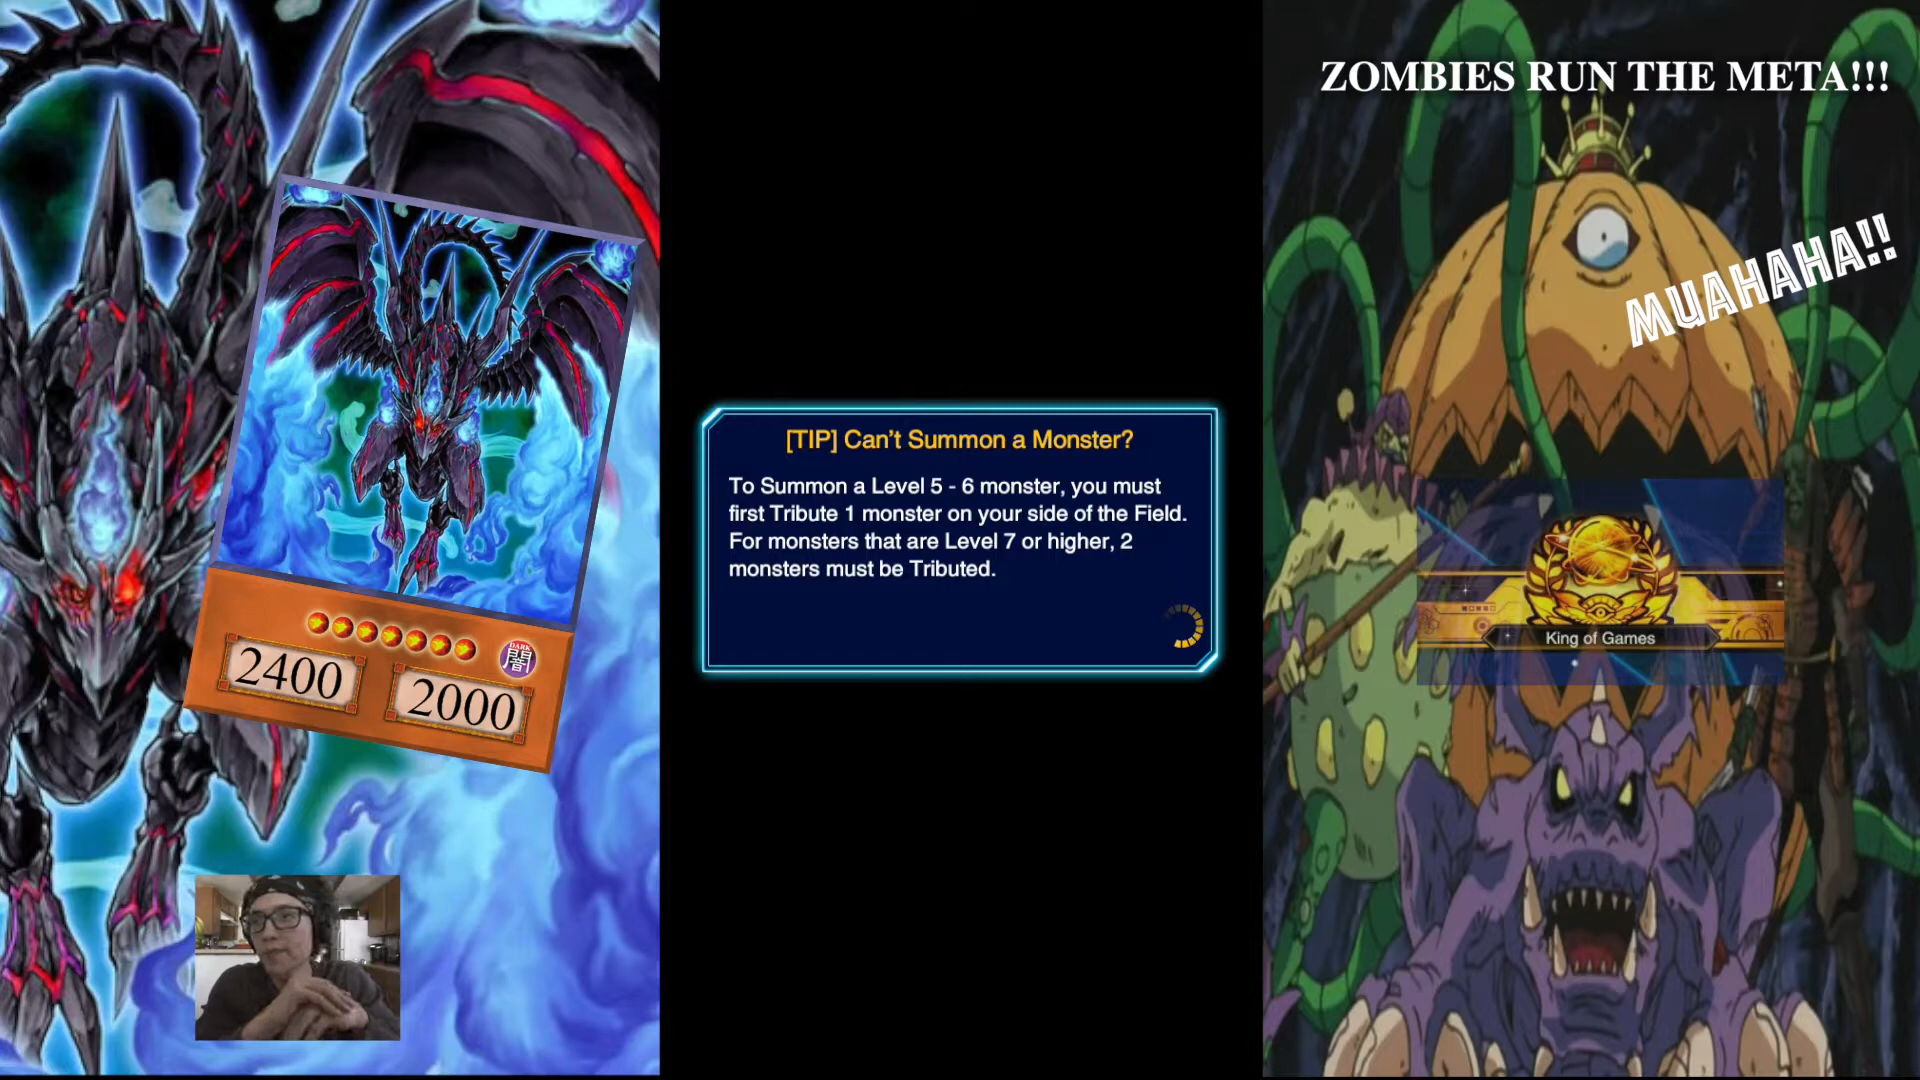 ZOMBIES RUN THE META!!!
MUAHAHA!!
[TIP] Can't Summon a Monster?
To Summon a Level 5 - 6 monster, you must
first Tribute 1 monster on your side of the Field.
For monsters that are Level 7 or higher, 2
monsters must be Tributed.
King of Games
DARK
闇
2400
2000